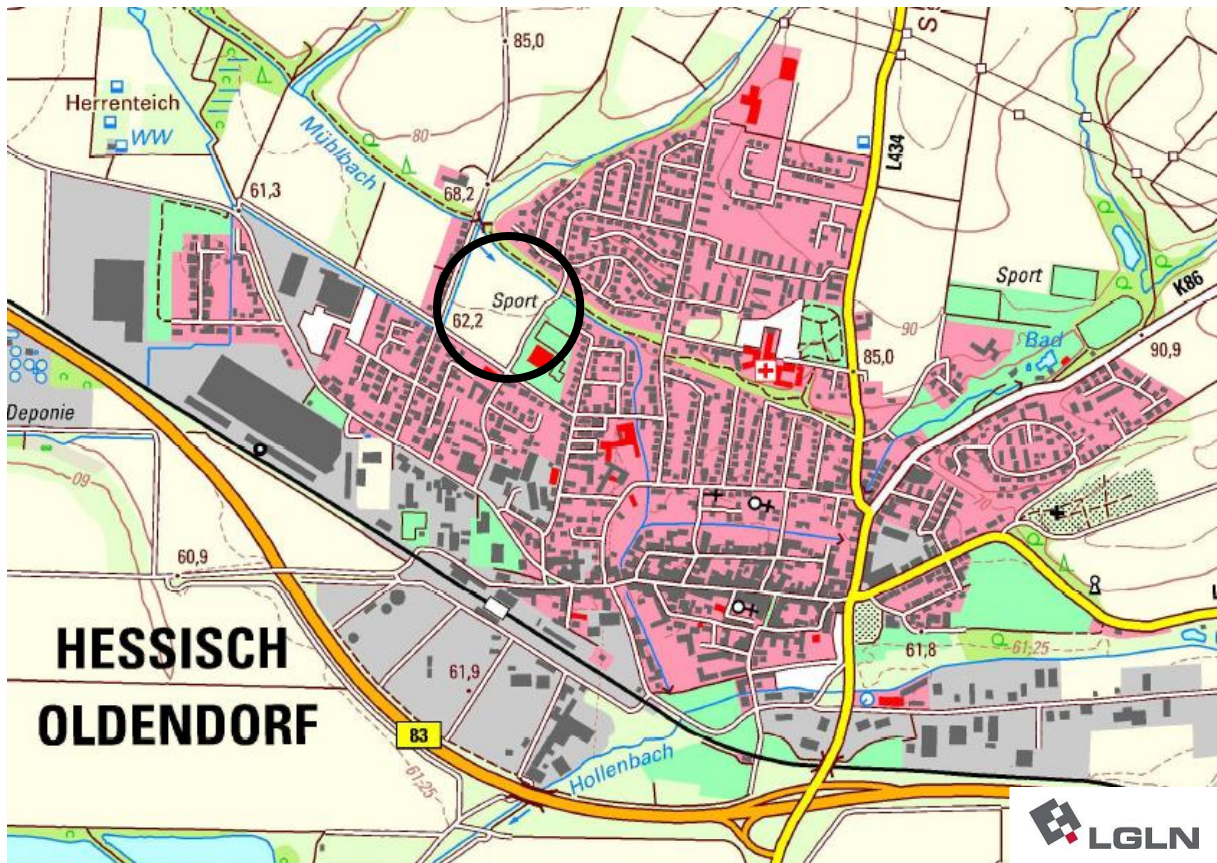 85,0
S
Herrenteich
WW
Mühlbach
80
L434
61,3
68,2
Sport
Sport
K86
62,2
90
Bad
85,0
90,9
Deponie
60
70
60,9
L
HESSISCH
OLDENDORF
61,9
61,8
61,25
83
61,25
Hollenbach
LGLN